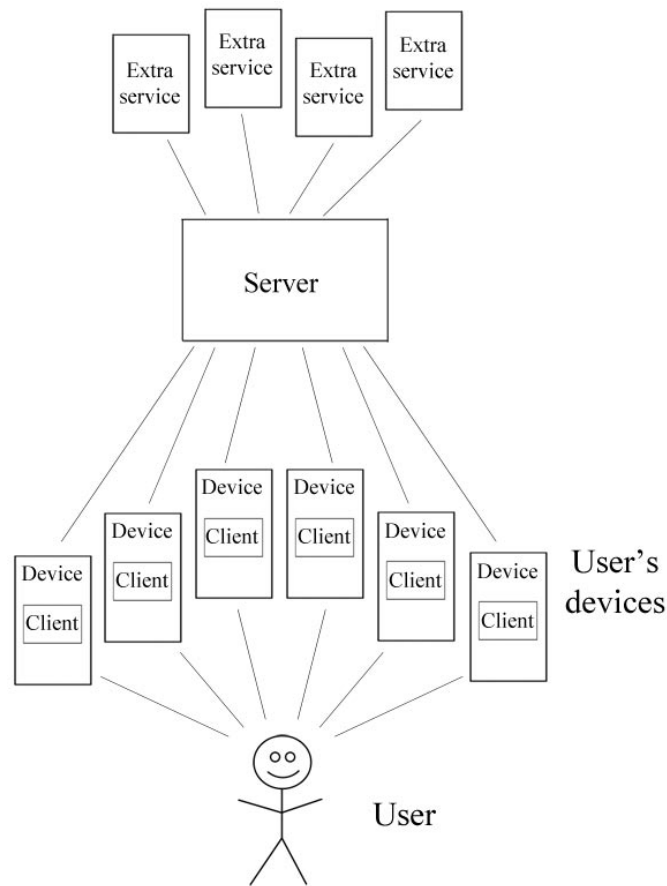 Extra
service
Extra
service
Extra
service
Extra
service
Server
Device
Client
Device
Client
Device
Client
Device
Client
Device
Client
Device
Client
User’s
devices
User